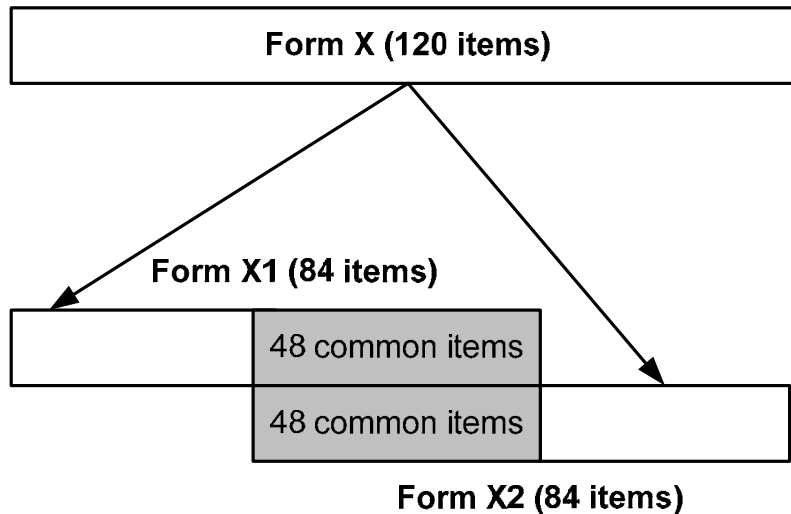 Form X (120 items)
Form X1 (84 items)
48 common items
48 common items
Form X2 (84 items)